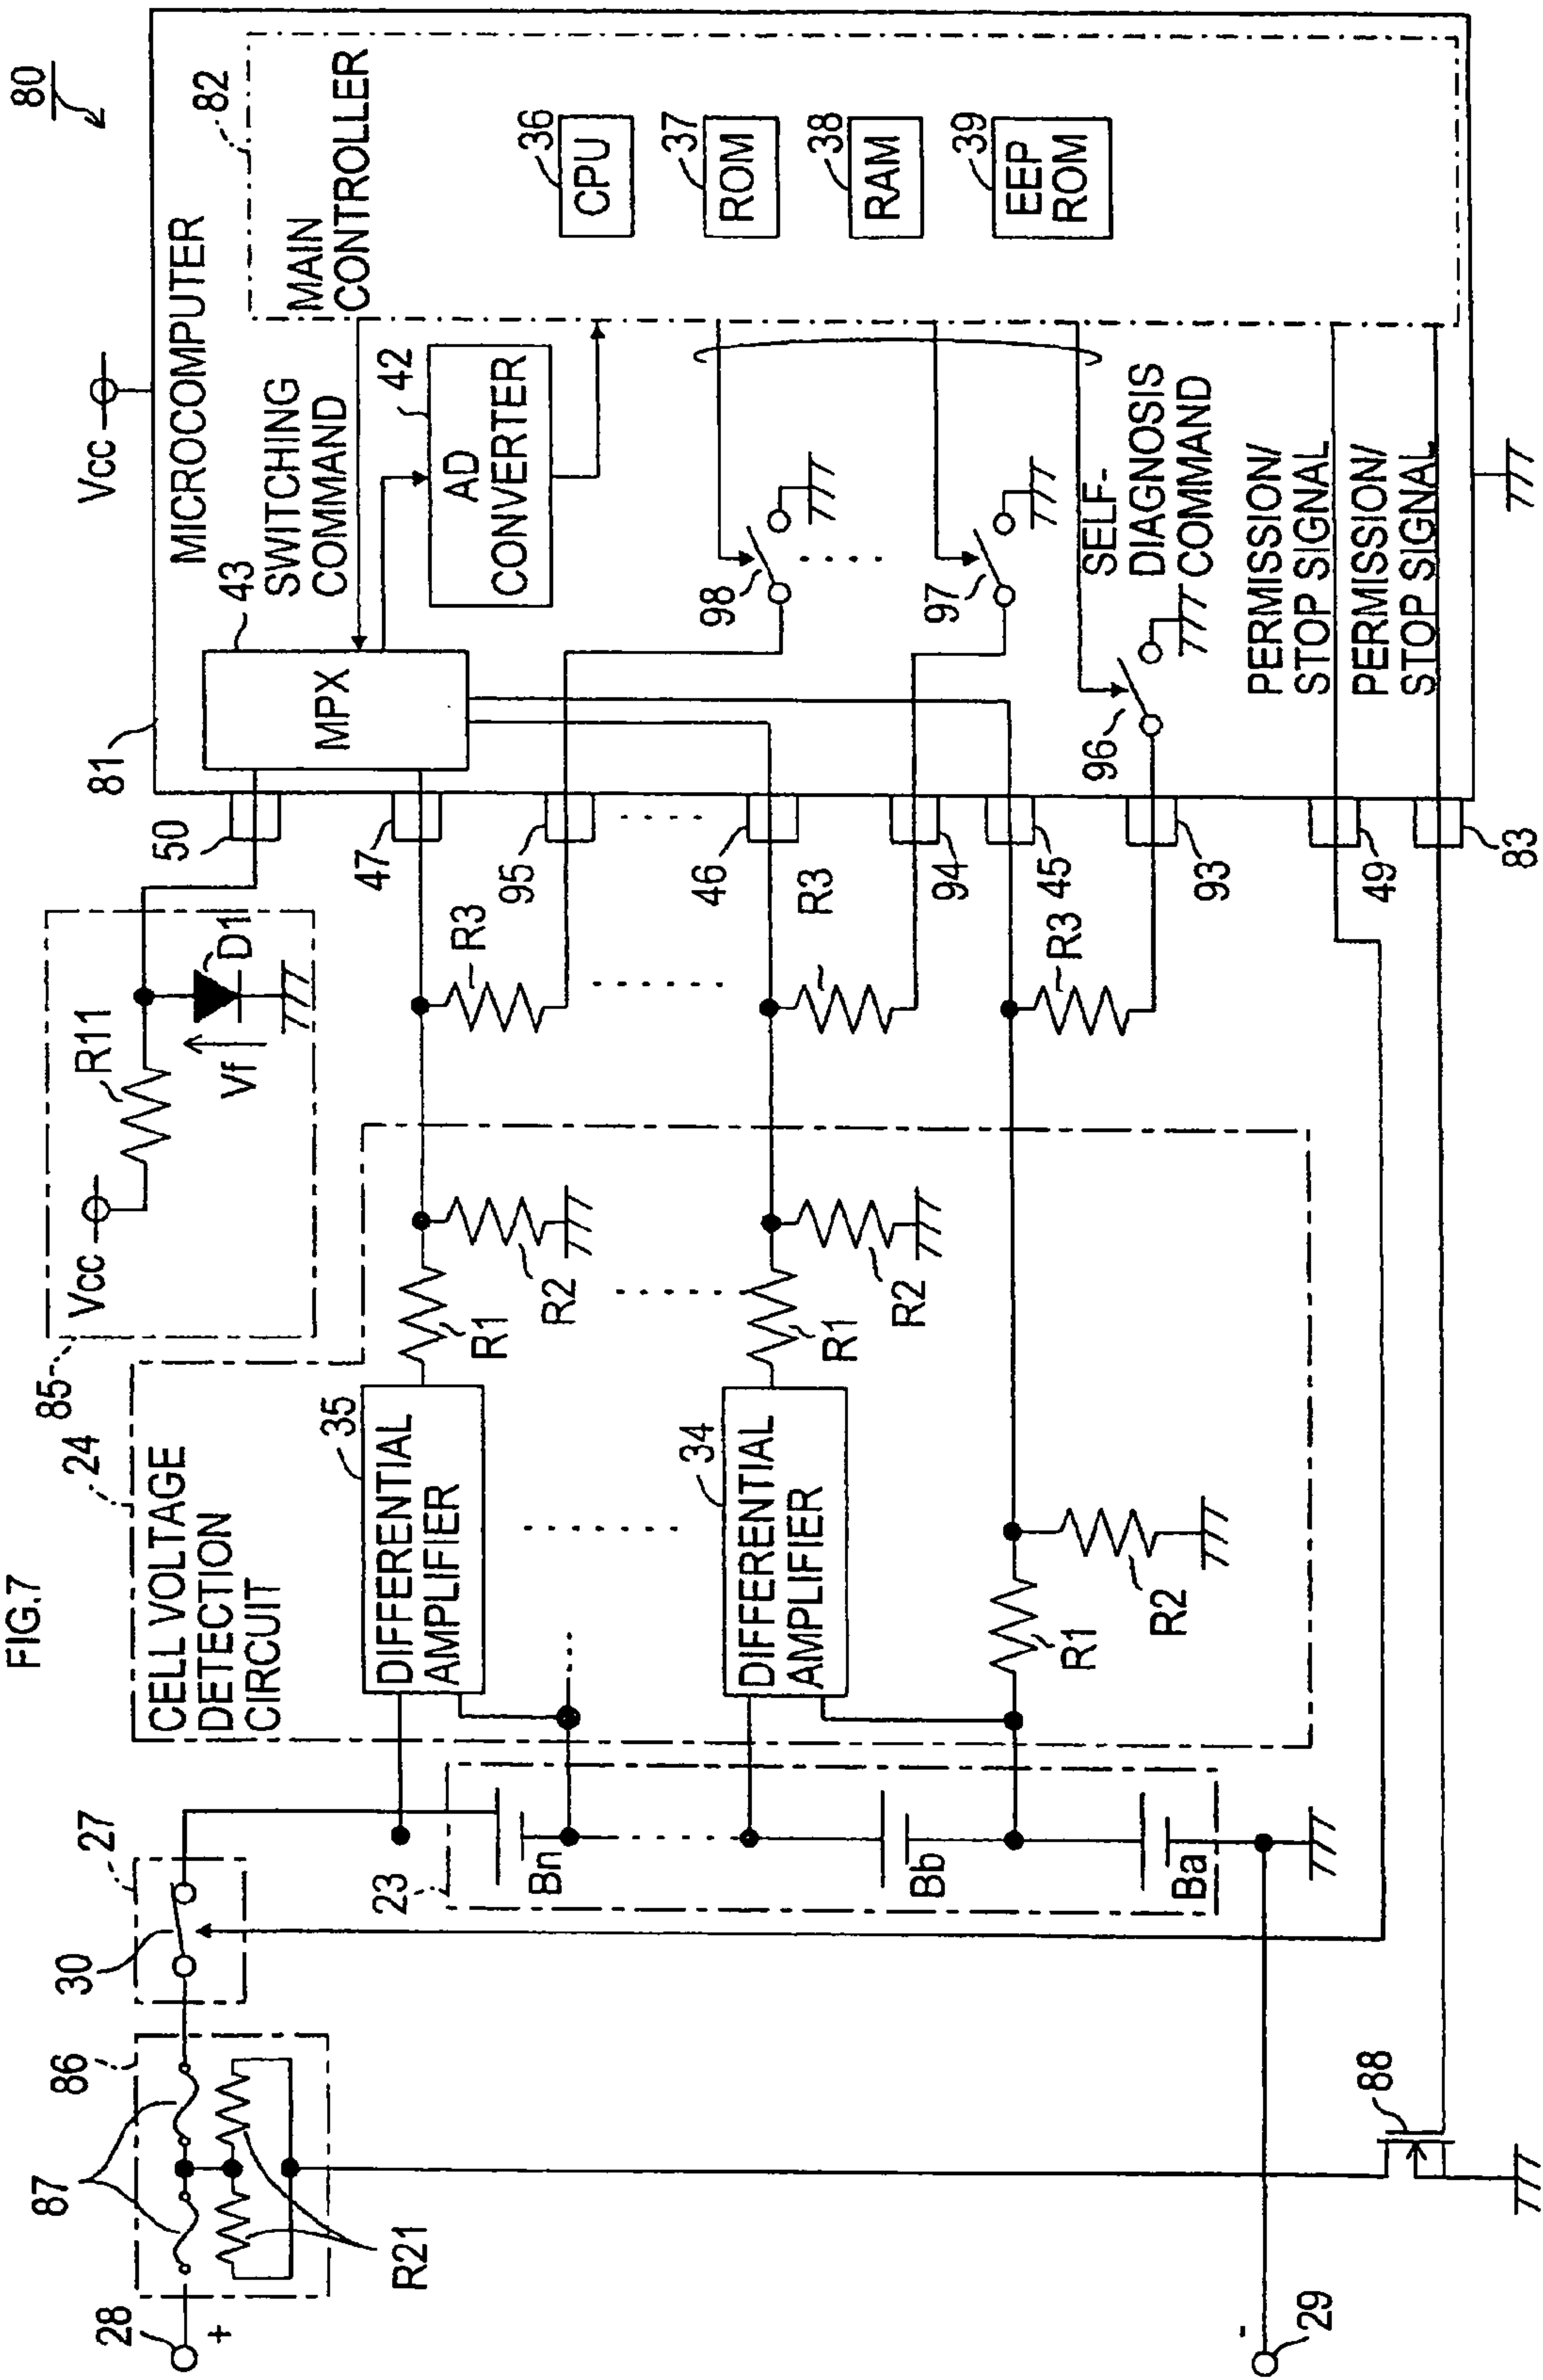 FIG.7
80
Vcc
MICROCOMPUTER
81
82
MAIN
CONTROLLER
36
CPU
37
ROM
38
RAM
39
EEP
ROM
43
MPX
SWITCHING
COMMAND
42
AD
CONVERTER
98
97
96
SELF-
DIAGNOSIS
COMMAND
PERMISSION/
STOP SIGNAL
PERMISSION/
STOP SIGNAL
50
47
95
46
94
45
93
49
83
R3
R3
R3
85
Vcc
R11
D1
Vf
24
CELL VOLTAGE
DETECTION
CIRCUIT
35
DIFFERENTIAL
AMPLIFIER
R1
R2
34
DIFFERENTIAL
AMPLIFIER
R1
R2
R1
R2
23
Bn
Bb
Ba
27
30
86
87
R21
28
+
88
-
29